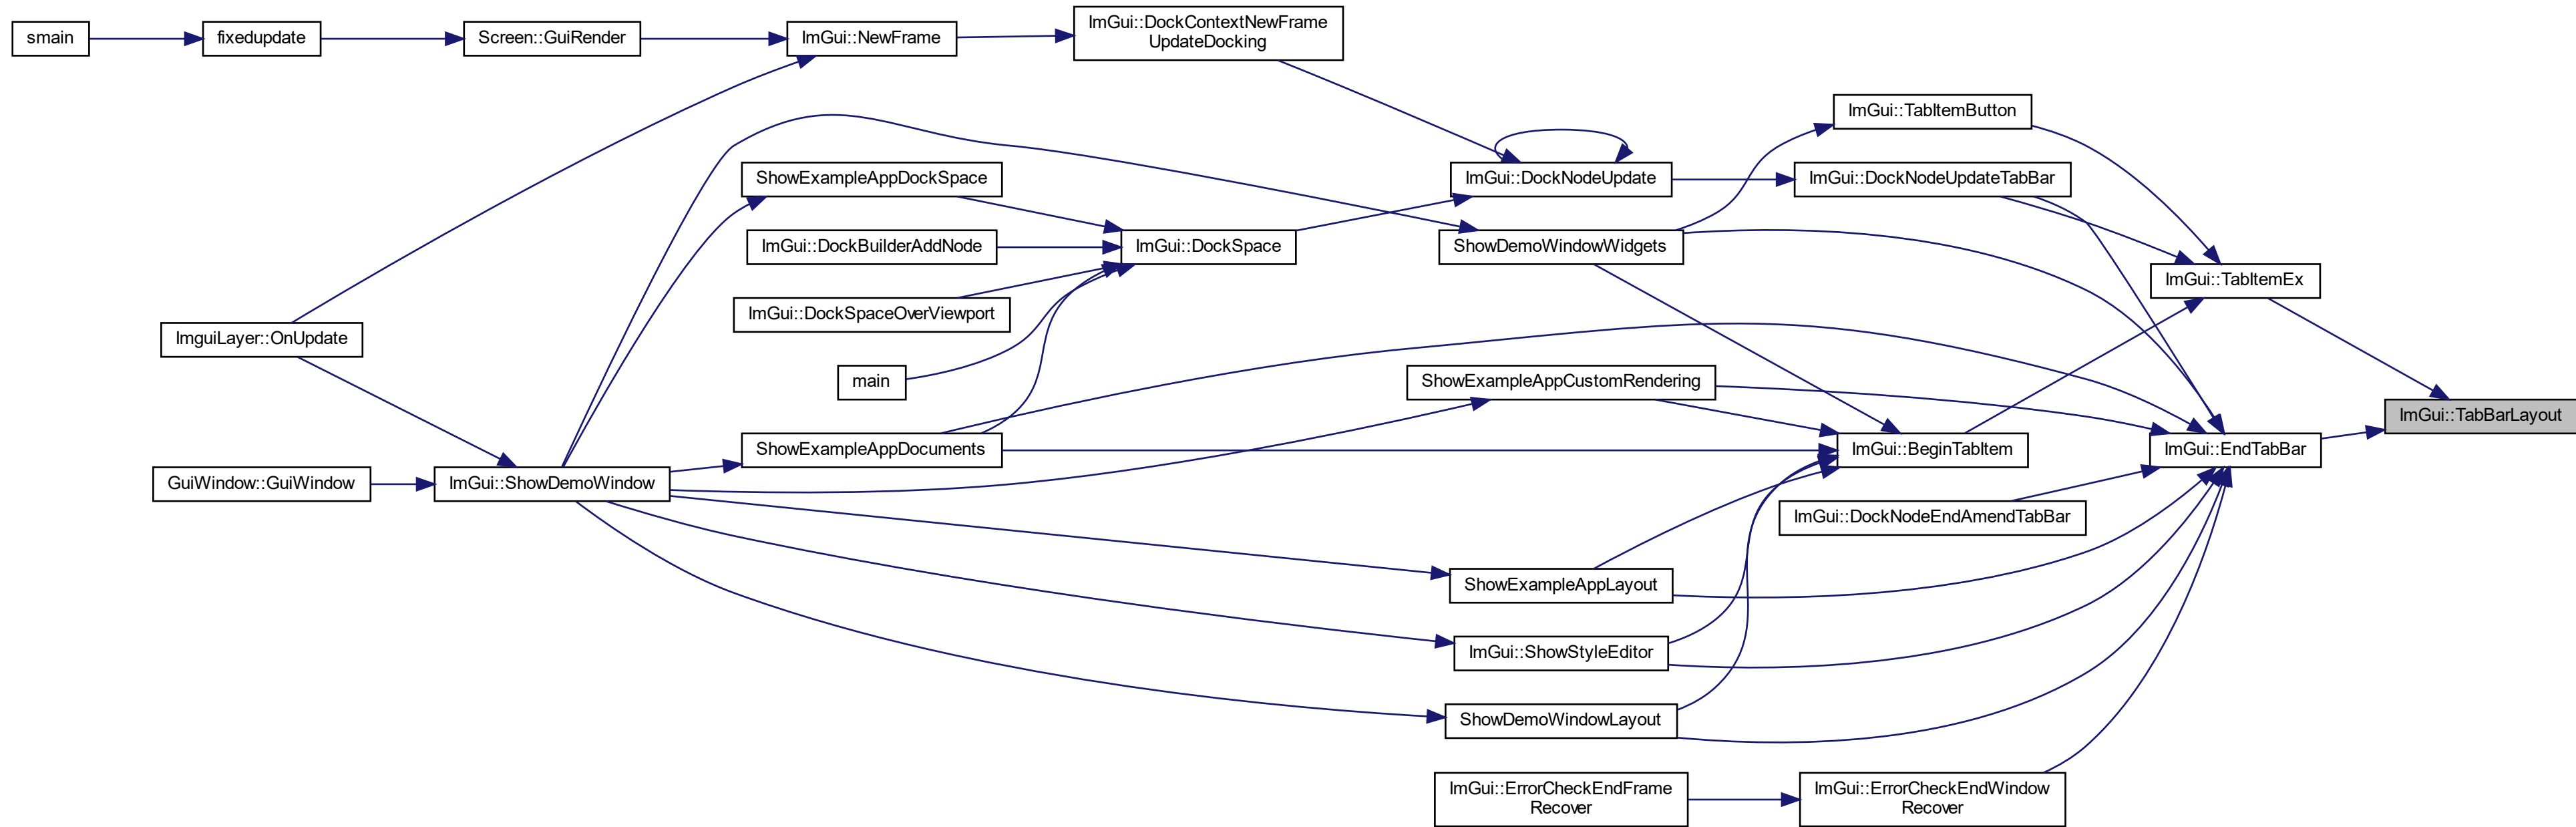 smain
fixedupdate
Screen::GuiRender
ImGui::NewFrame
ImGui::DockContextNewFrame
UpdateDocking
ImGui::TabItemButton
ShowExampleAppDockSpace
ImGui::DockNodeUpdate
ImGui::DockNodeUpdateTabBar
ImGui::DockBuilderAddNode
ImGui::DockSpace
ShowDemoWindowWidgets
ImGui::TabItemEx
ImGui::DockSpaceOverViewport
ImguiLayer::OnUpdate
main
ShowExampleAppCustomRendering
ImGui::TabBarLayout
ShowExampleAppDocuments
ImGui::BeginTabItem
ImGui::EndTabBar
GuiWindow::GuiWindow
ImGui::ShowDemoWindow
ImGui::DockNodeEndAmendTabBar
ShowExampleAppLayout
ImGui::ShowStyleEditor
ShowDemoWindowLayout
ImGui::ErrorCheckEndFrame
Recover
ImGui::ErrorCheckEndWindow
Recover